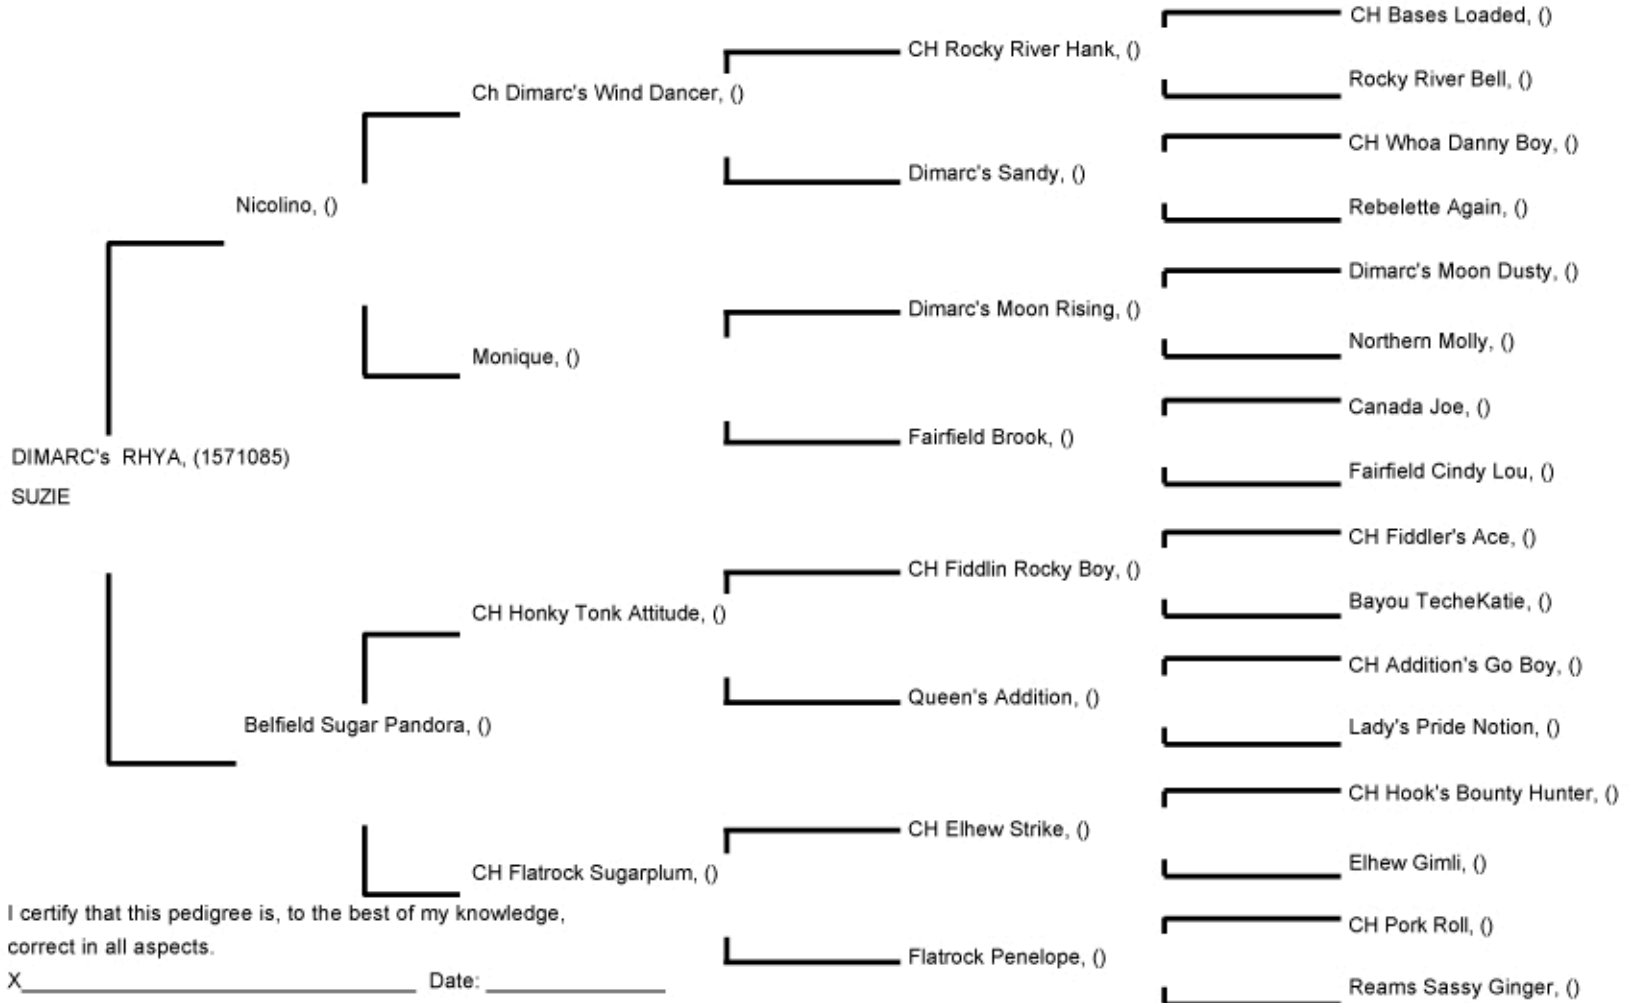 CH Bases Loaded, ()
CH Rocky River Hank, ()
Rocky River Bell, ()
Ch Dimarc's Wind Dancer, ()
CH Whoa Danny Boy, ()
Dimarc's Sandy, ()
Rebelette Again, ()
Nicolino, ()
Dimarc's Moon Dusty, ()
Dimarc's Moon Rising, ()
Northern Molly, ()
Monique, ()
Canada Joe, ()
Fairfield Brook, ()
Fairfield Cindy Lou, ()
DIMARC's  RHYA, (1571085)
SUZIE
CH Fiddler's Ace, ()
CH Fiddlin Rocky Boy, ()
Bayou TecheKatie, ()
CH Honky Tonk Attitude, ()
CH Addition's Go Boy, ()
Queen's Addition, ()
Lady's Pride Notion, ()
Belfield Sugar Pandora, ()
CH Hook's Bounty Hunter, ()
CH Elhew Strike, ()
Elhew Gimli, ()
CH Flatrock Sugarplum, ()
CH Pork Roll, ()
Flatrock Penelope, ()
Reams Sassy Ginger, ()
I certify that this pedigree is, to the best of my knowledge,
correct in all aspects.
X________________________________ Date: _______________